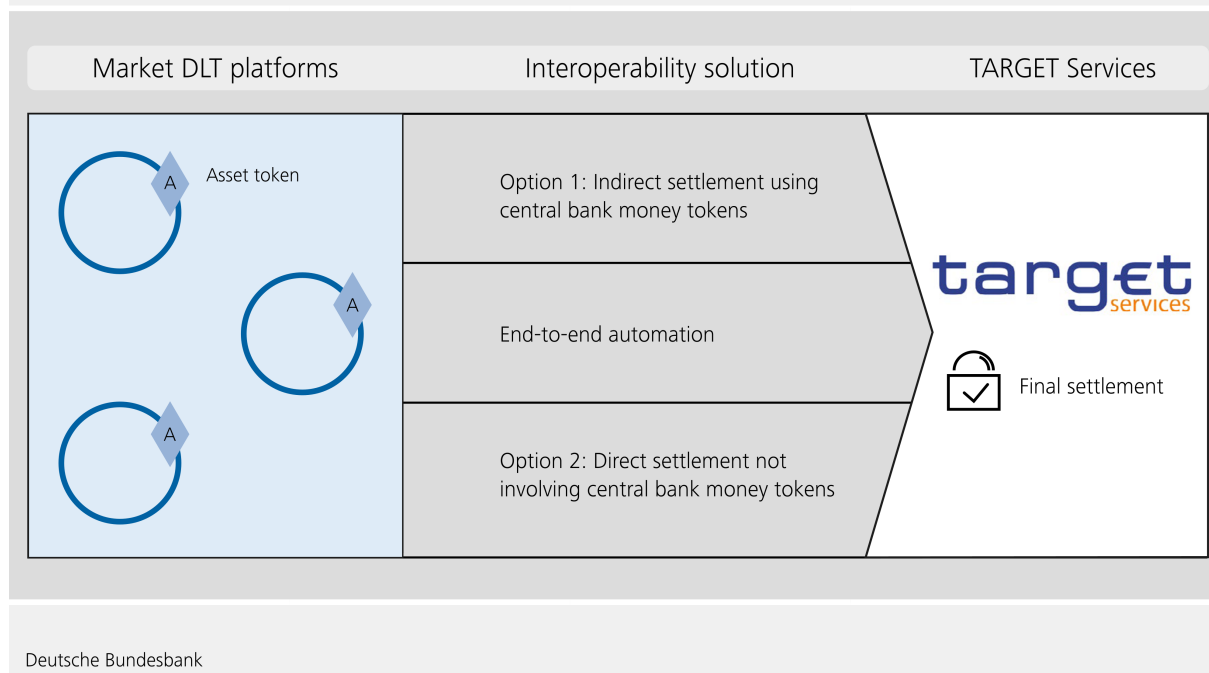 Market DLT platforms
Interoperability solution
TARGET Services
A
Asset token
A
A
Option 1: Indirect settlement using
central bank money tokens
End-to-end automation
Option 2: Direct settlement not
involving central bank money tokens
target
services
Final settlement
Deutsche Bundesbank